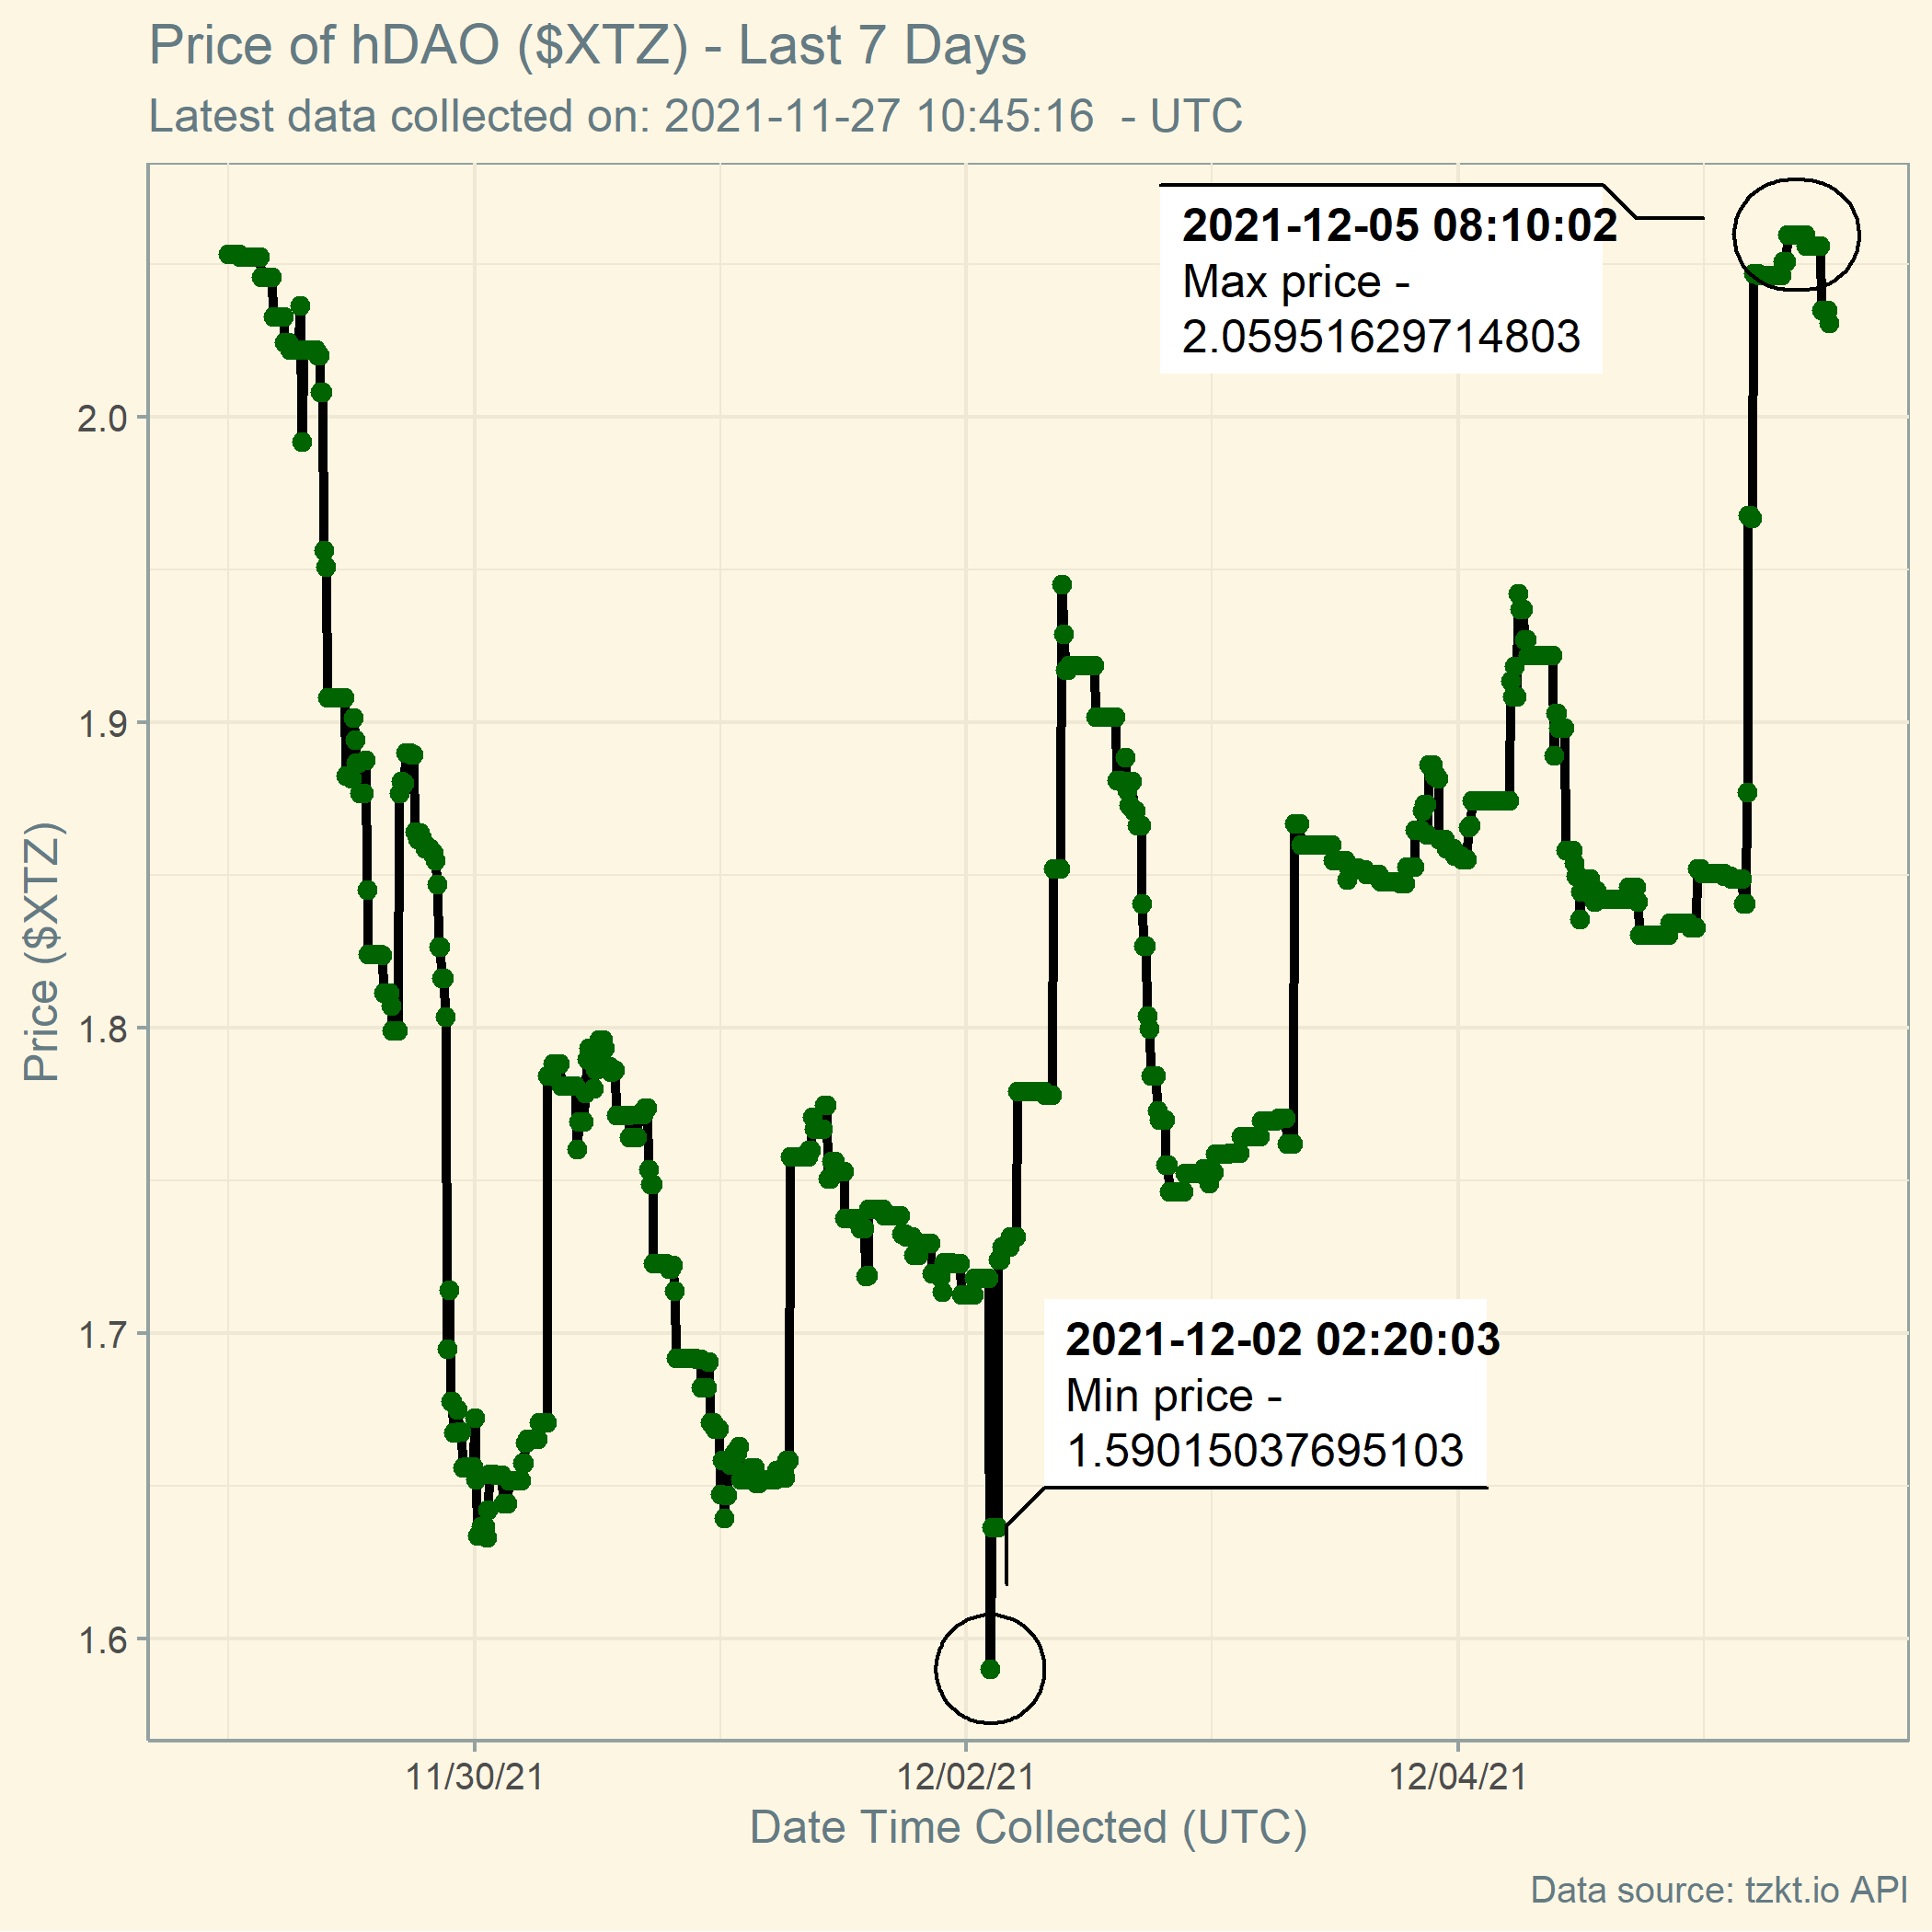 Price of hDAO ($XTZ) - Last 7 Days
Latest data collected on: 2021-11-27 10:45:16  - UTC
2021-12-05 08:10:02
Max price -
2.05951629714803
2.0
1.9
1.8
1.7
1.6
Price ($XTZ)
2021-12-02 02:20:03
Min price -
1.59015037695103
11/30/21
12/02/21
12/04/21
Date Time Collected (UTC)
Data source: tzkt.io API